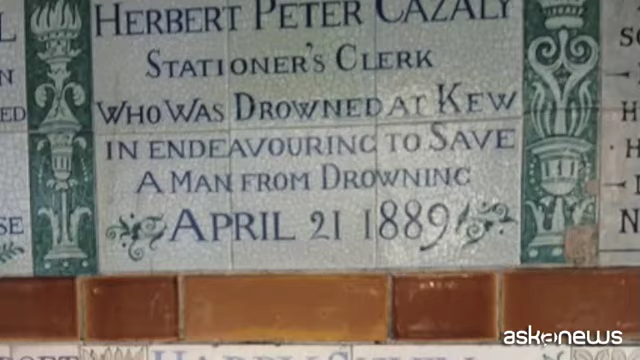 HERBERT PETER CAZALY
STATIONER'S CLERK
WHO WAS DROWNED AT KEW
IN ENDEAVOURING TO SAVE
A MAN FROM DROWNING
APRIL 21 1889
askanews